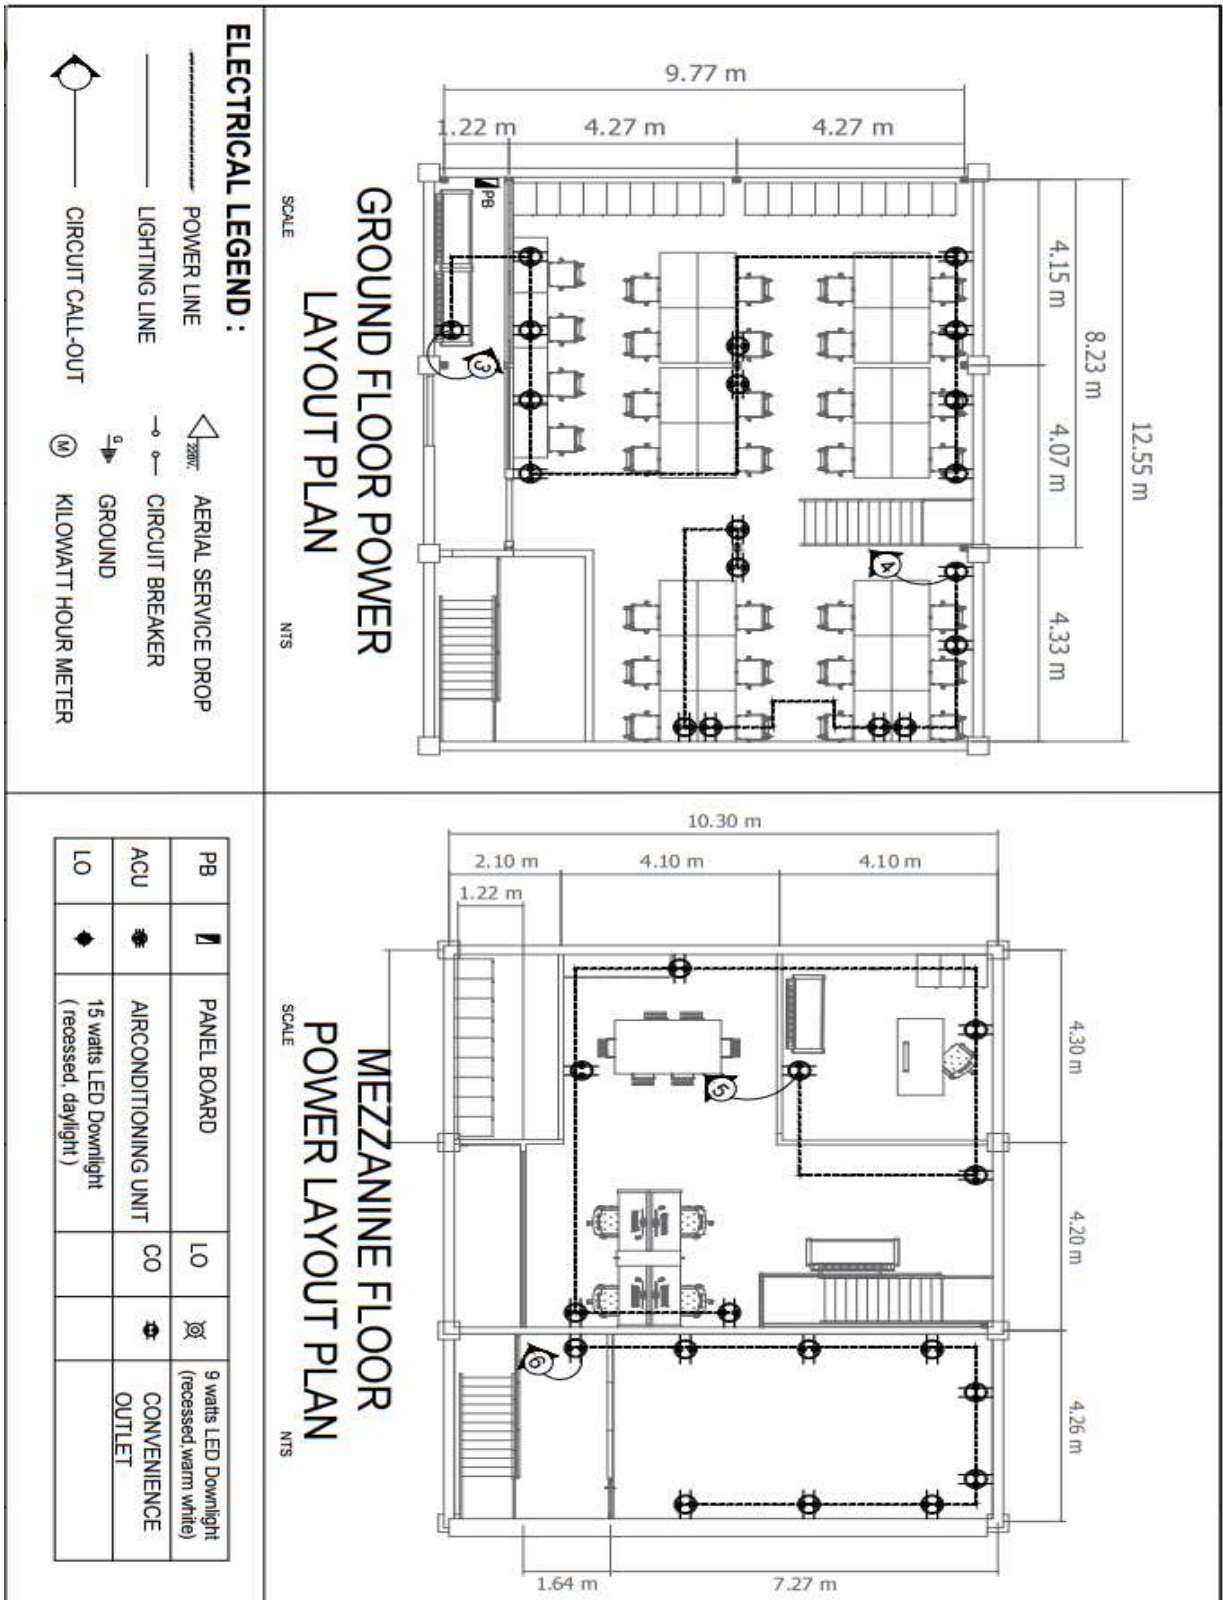 9.77 m
1.22 m
4.27 m
4.27 m
4.15 m
8.23 m
4.07 m
12.55 m
4.33 m
PB
3
4
GROUND FLOOR POWER
LAYOUT PLAN
SCALE
NTS
10.30 m
2.10 m
4.10 m
4.10 m
1.22 m
4.30 m
4.20 m
4.26 m
5
6
1.64 m
7.27 m
MEZZANINE FLOOR
POWER LAYOUT PLAN
SCALE
NTS
ELECTRICAL LEGEND :
POWER LINE
LIGHTING LINE
CIRCUIT CALL-OUT
220V.
AERIAL SERVICE DROP
CIRCUIT BREAKER
G
GROUND
M
KILOWATT HOUR METER
PB
PANEL BOARD
LO
9 watts LED Downlight
(recessed,warm white)
ACU
AIRCONDITIONING UNIT
CO
CONVENIENCE
OUTLET
LO
15 watts LED Downlight
( recessed, daylight )